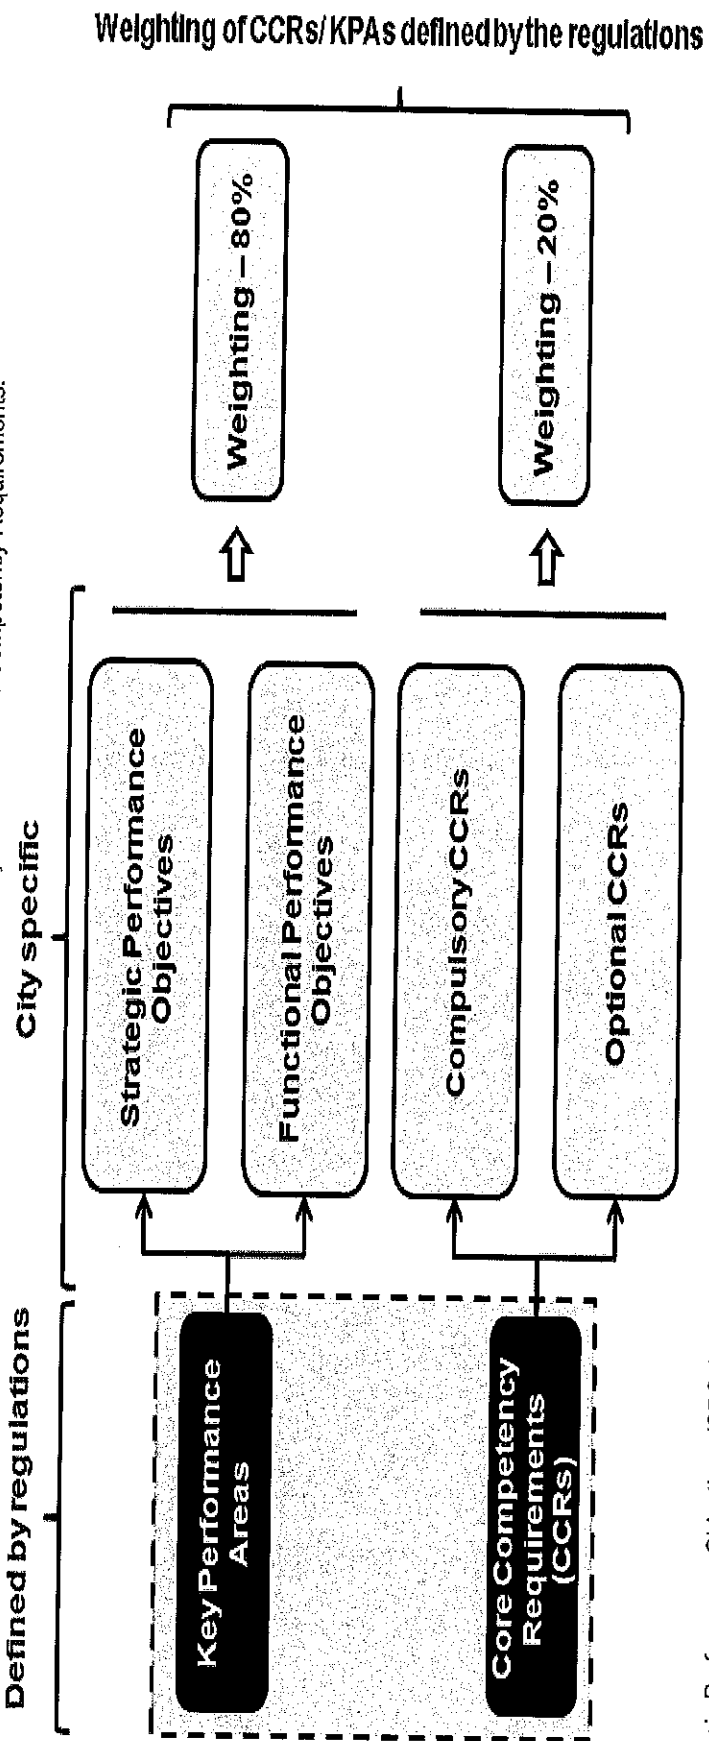 Requirements.
Defined by regulations
City specific
Key Performance
Areas
Strategic Performance
Objectives
Functional Performance
Objectives
Weighting – 80%
Core Competency
Requirements
(CCRs)
Compulsory CCRs
Optional CCRs
Weighting – 20%
Weighting of CCRs/ KPAs defined by the regulations